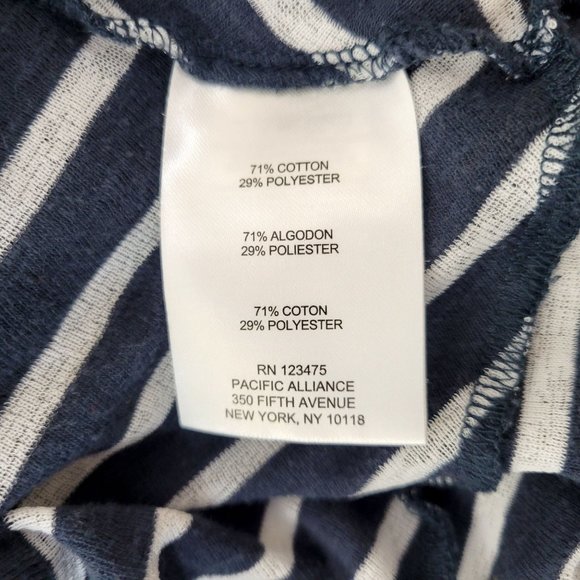 71% COTTON
29% POLYESTER
71% ALGODON
29% POLIESTER
71% COTON
29% POLYESTER
RN 123475
PACIFIC ALLIANCE
350 FIFTH AVENUE
NEW YORK, NY 10118